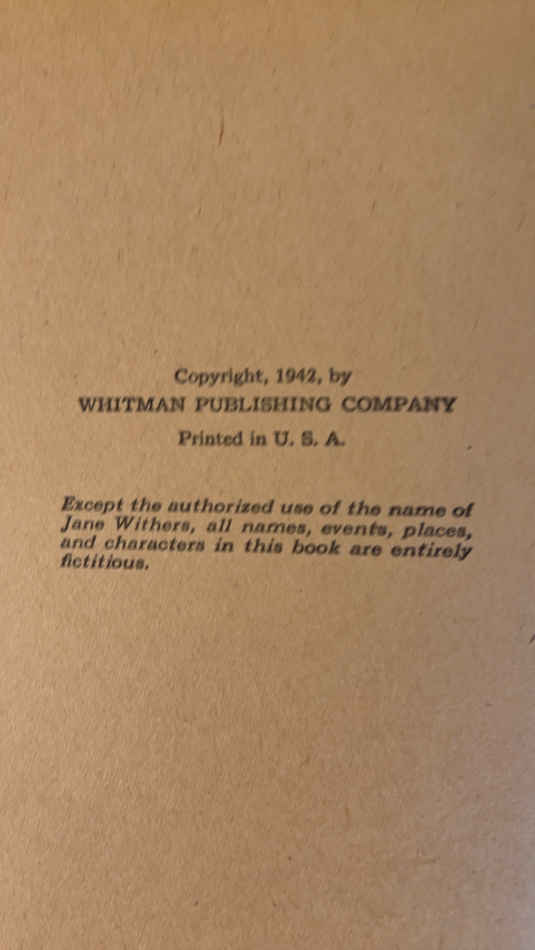 Copyright, 1942, by
WHITMAN PUBLISHING COMPANY
Printed in U. S. A.
Except the authorized use of the name of
Jane Withers, all names, events, places,
and characters in this book are entirely
fictitious.